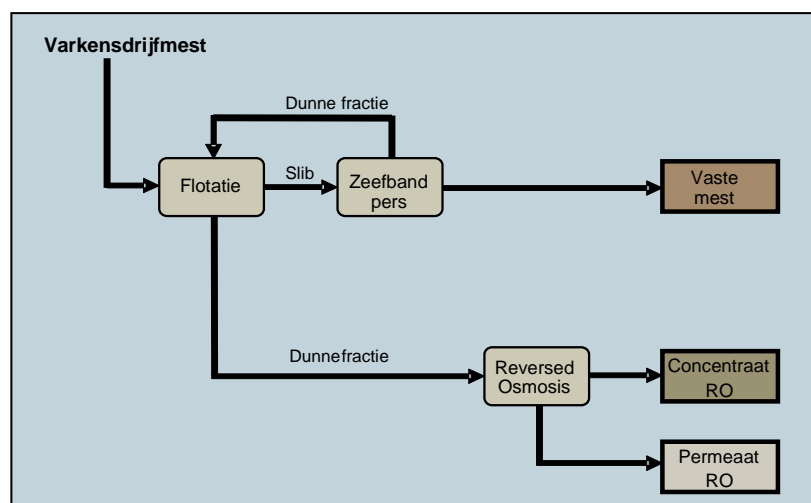 Varkensdrijfmest
Dunne fractie
Flotatie
Slib
Zeefband
pers
Vaste
mest
Dunnefractie
Reversed
Osmosis
Concentraat
RO
Permeaat
RO